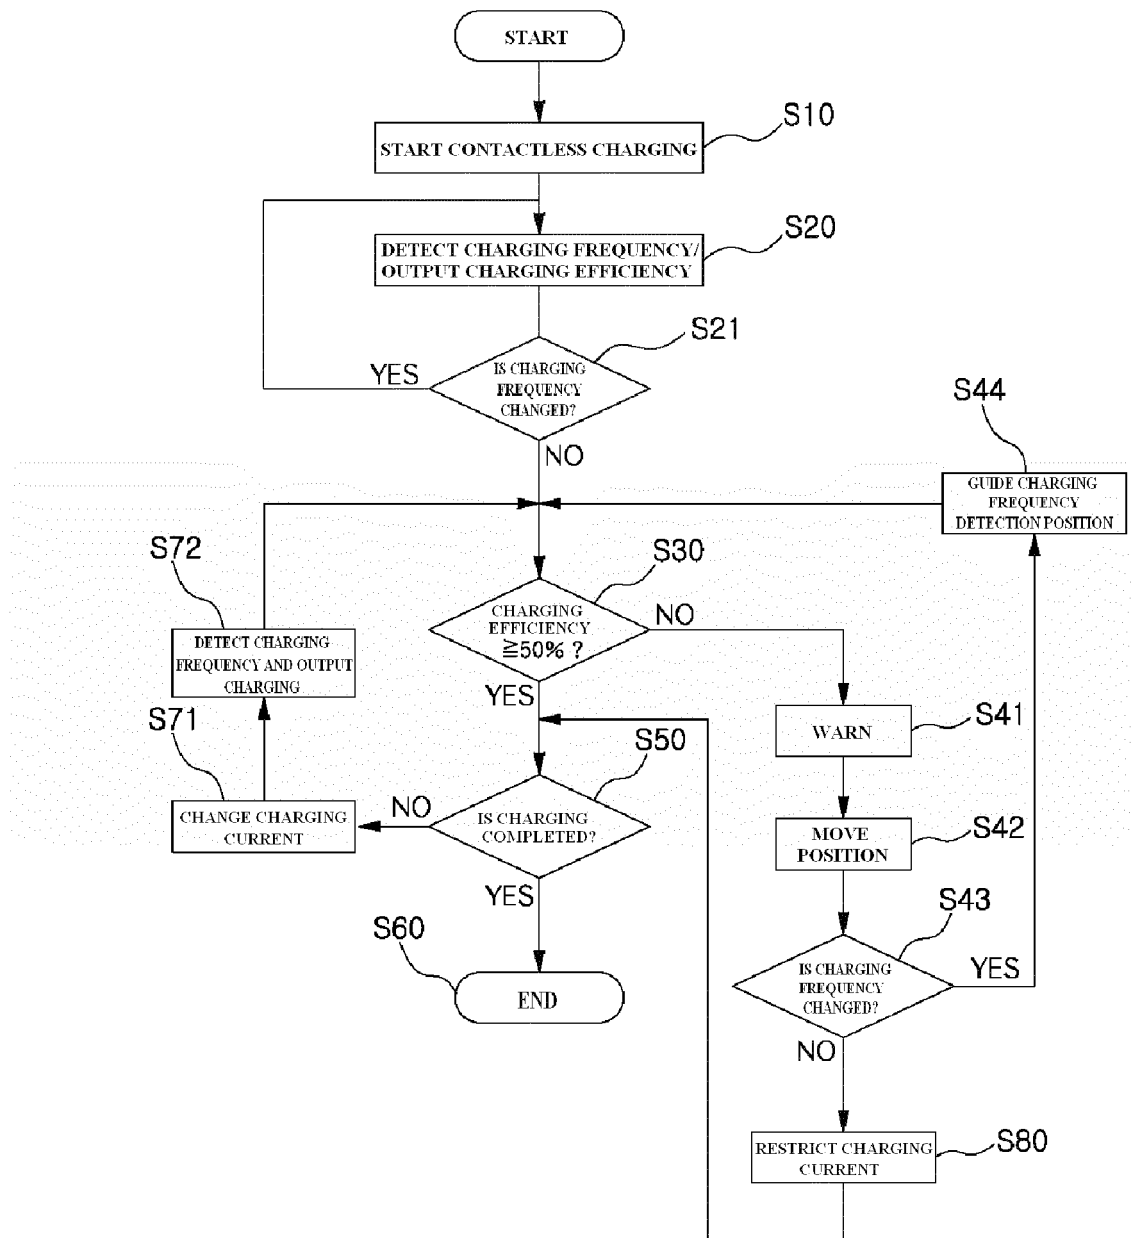 START
S10
START CONTACTLESS CHARGING
S20
DETECT CHARGING FREQUENCY/
OUTPUT CHARGING EFFICIENCY
S21
IS CHARGING
FREQUENCY
CHANGED?
YES
NO
S44
GUIDE CHARGING
FREQUENCY
DETECTION POSITION
S72
DETECT CHARGING
FREQUENCY AND OUTPUT
CHARGING
S30
CHARGING
EFFICIENCY
≧50% ?
NO
YES
S41
WARN
S71
CHANGE CHARGING
CURRENT
S50
IS CHARGING
COMPLETED?
NO
YES
S42
MOVE
POSITION
S43
IS CHARGING
FREQUENCY
CHANGED?
YES
NO
S60
END
S80
RESTRICT CHARGING
CURRENT